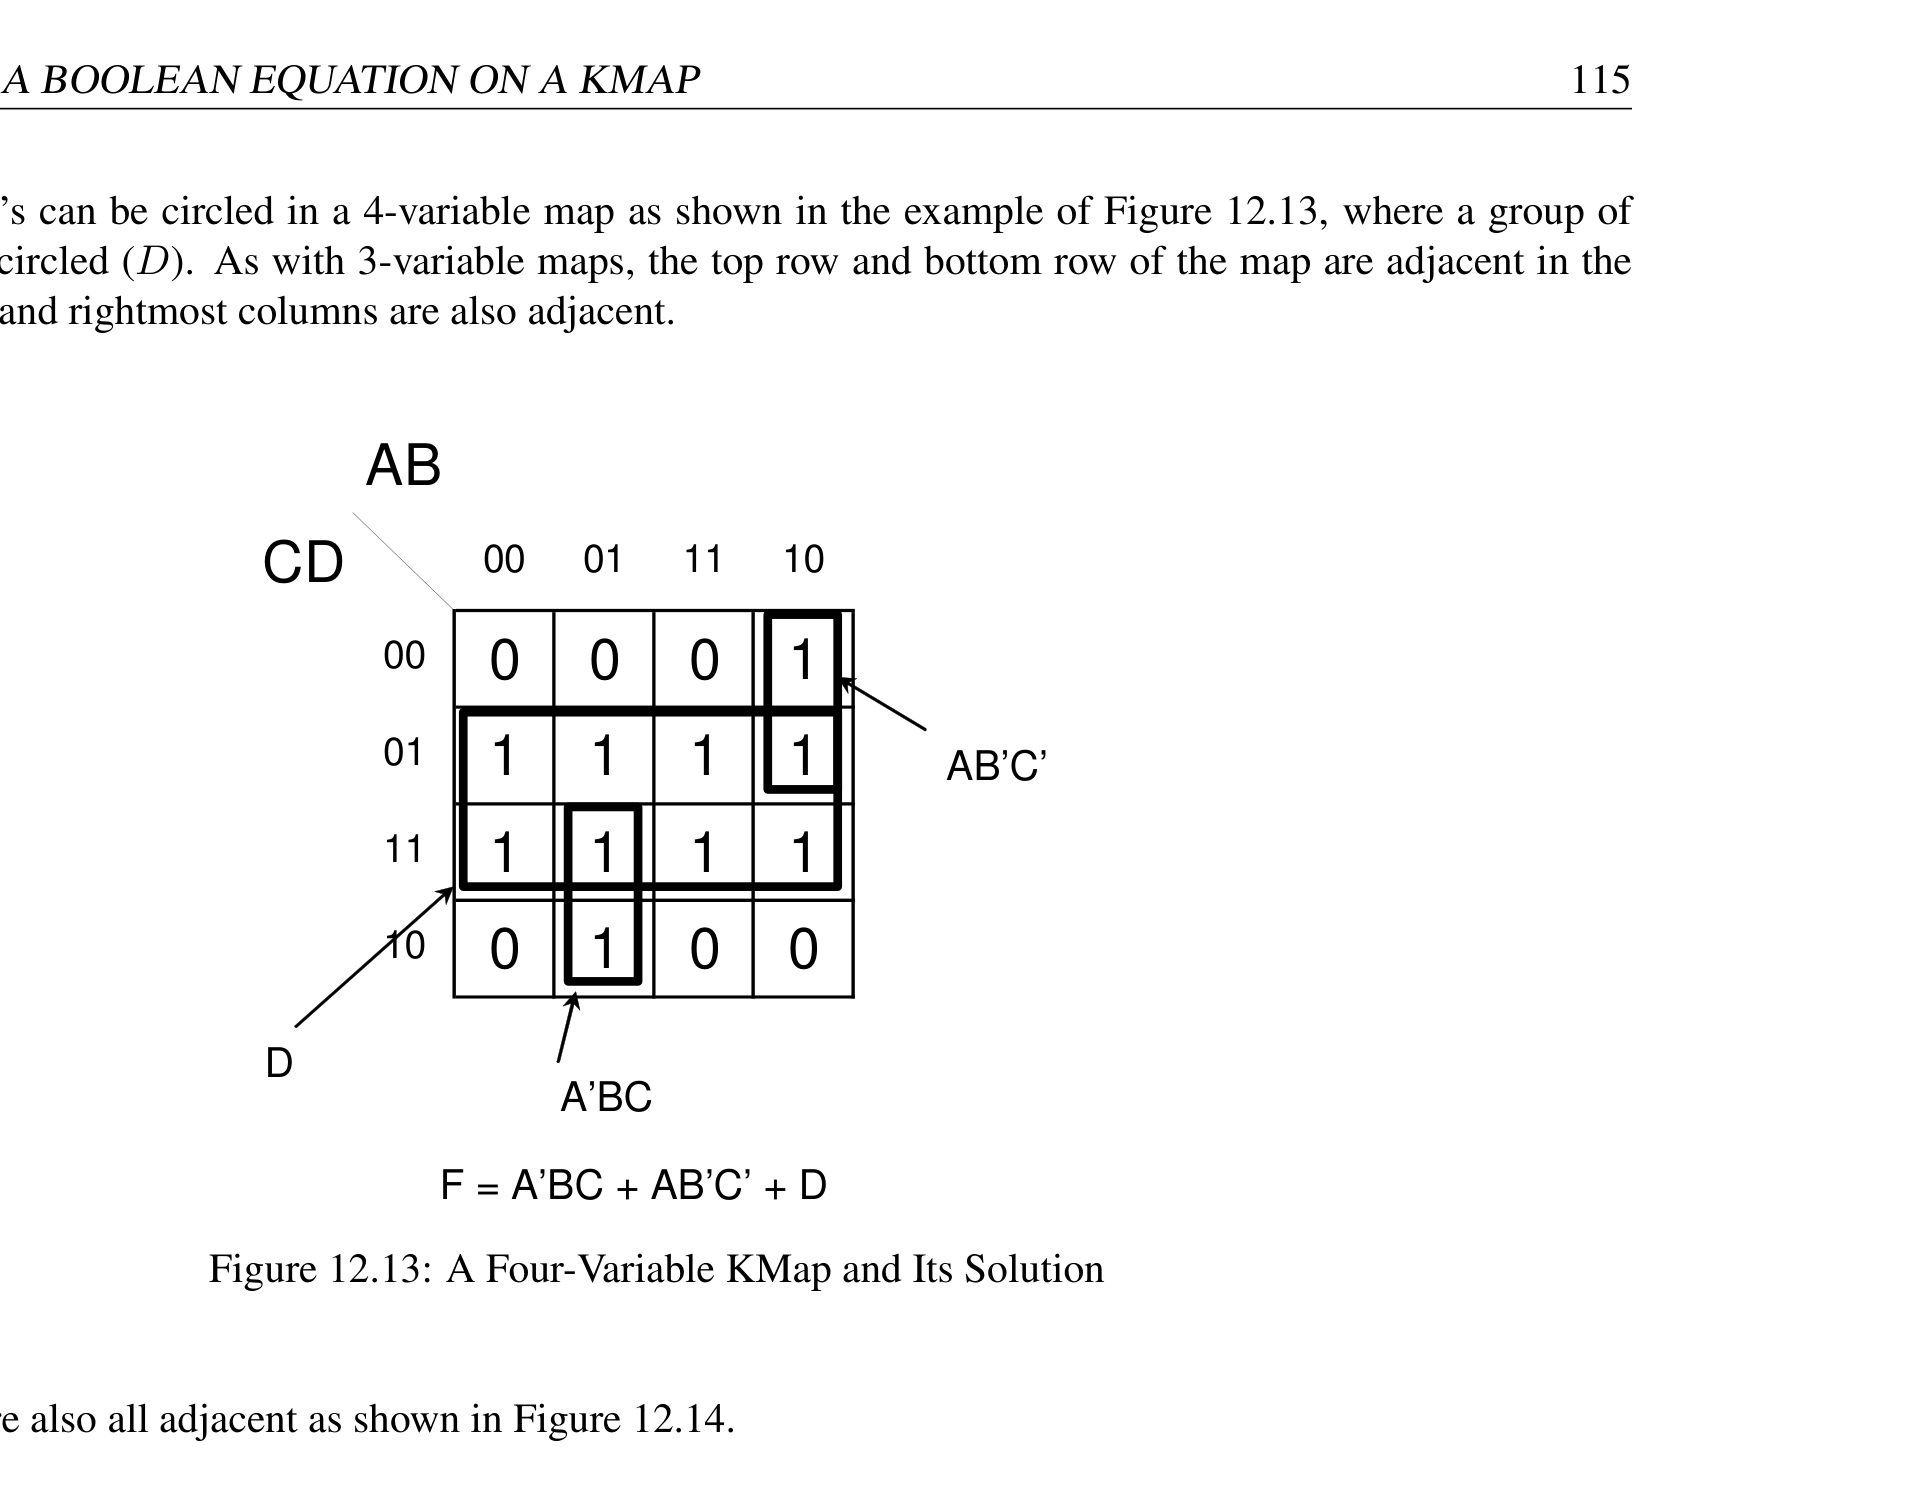 A BOOLEAN EQUATION ON A KMAP 115
’s can be circled in a 4-variable map as shown in the example of Figure 12.13, where a group of
circled (D). As with 3-variable maps, the top row and bottom row of the map are adjacent in the
and rightmost columns are also adjacent.
AB
CD 00 01 11 10
00 0 0 0 1
01 1 1 1 1
AB’C’
11 1 1 1 1
10 0 1 0 0
D
A’BC
F = A’BC + AB’C’ + D
Figure 12.13: A Four-Variable KMap and Its Solution
also all adjacent as shown in Figure 12.14.